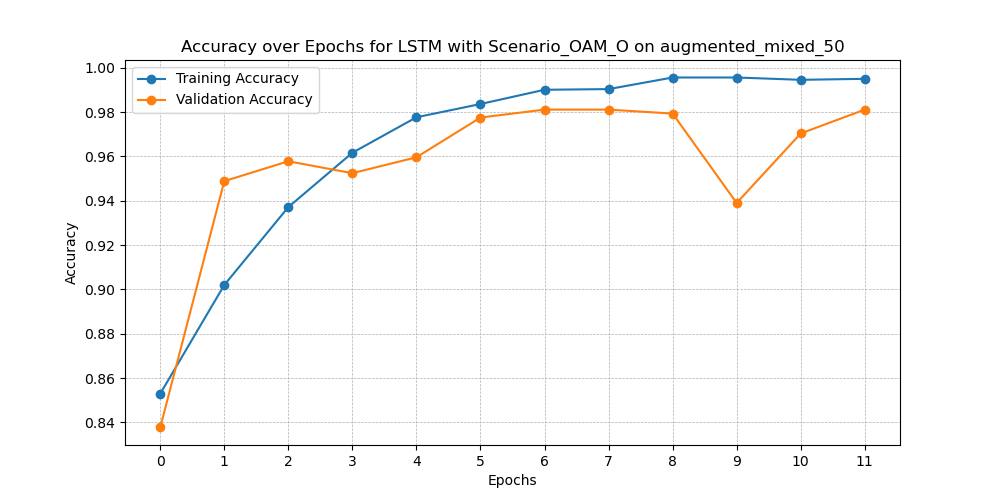 Accuracy over Epochs for LSTM with Scenario_OAM_O on augmented_mixed_50
Training Accuracy
Validation Accuracy
Accuracy
1.00
0.98
0.96
0.94
0.92
0.90
0.88
0.86
0.84
0 1 2 3 4 5 6 7 8 9 10 11
Epochs